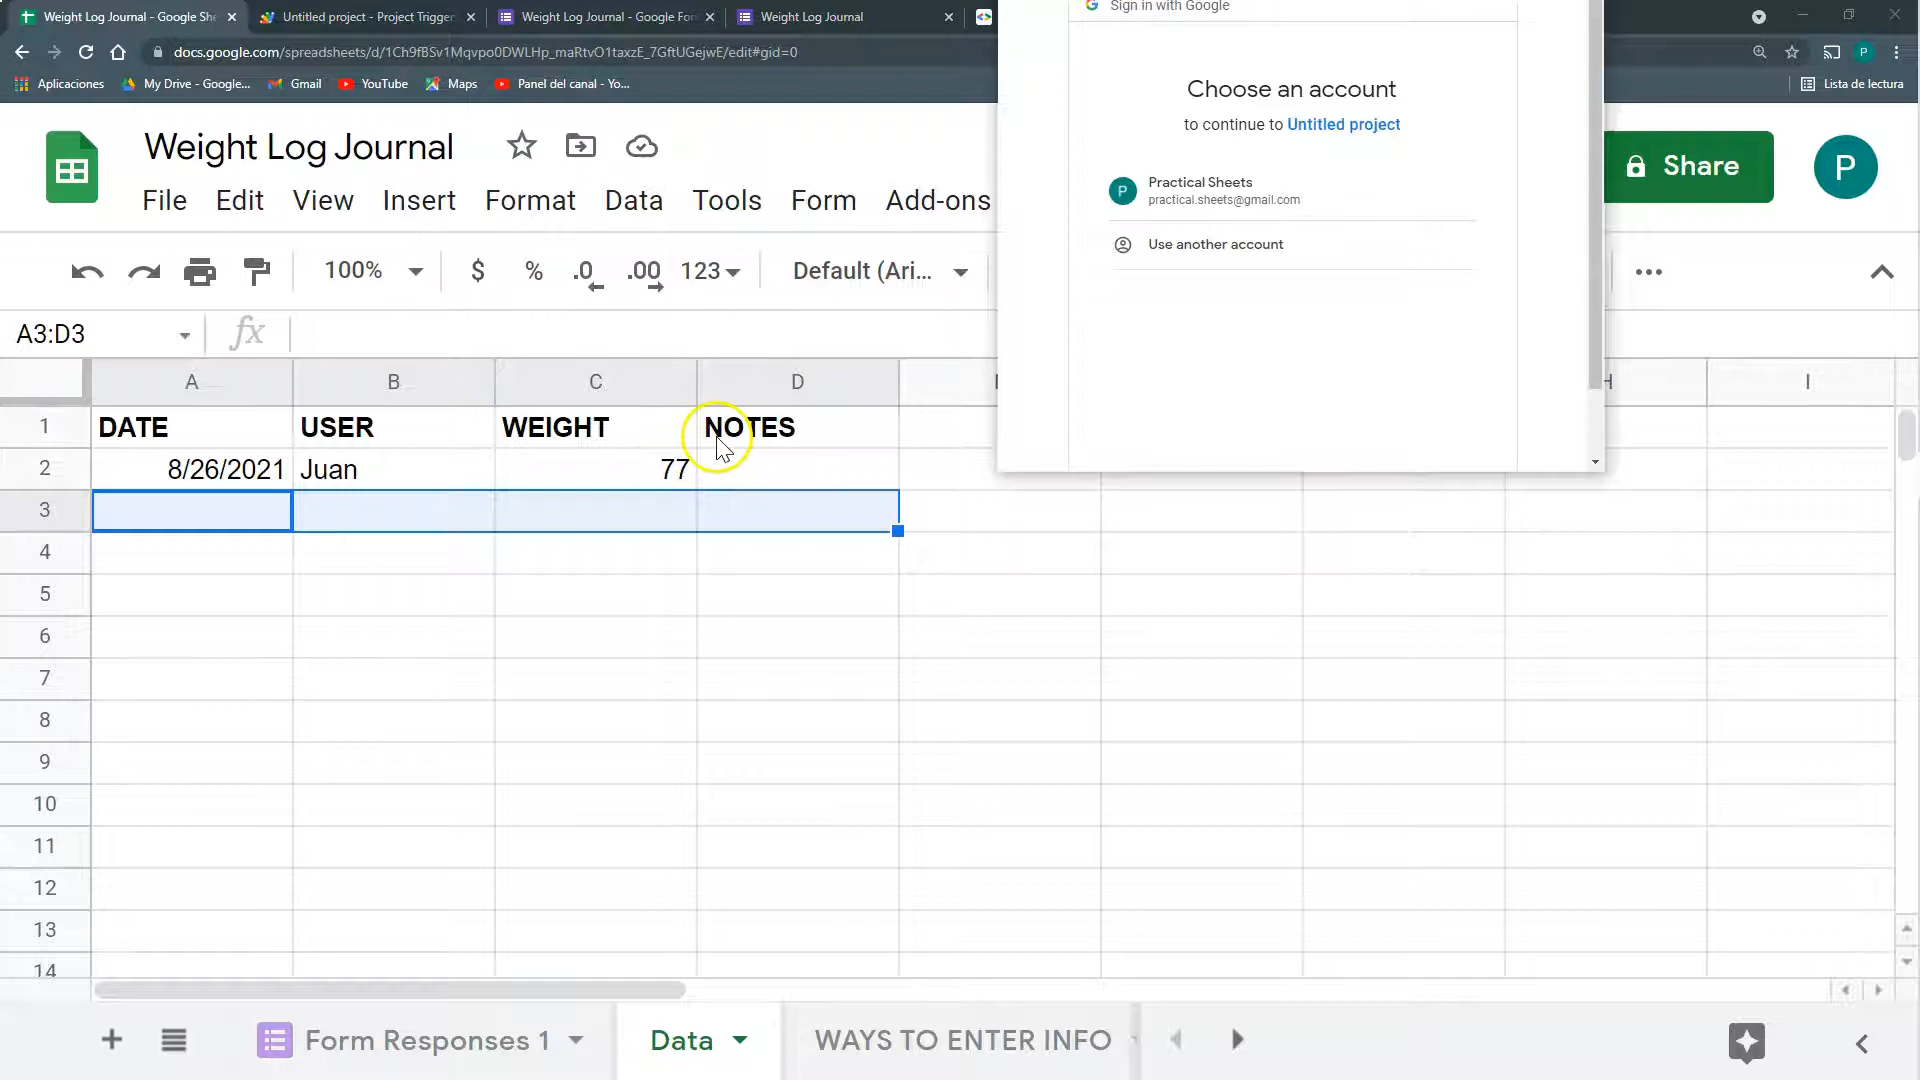 Weight Log Journal - Google She
Untitled project - Project Trigger
Weight Log Journal - Google For
Weight Log Journal
docs.google.com/spreadsheets/d/1Ch9fBSv1Mqvpo0DWLHp_maRtvO1taxzE_7GftUGejwE/edit#gid=0
P
Aplicaciones
My Drive - Google...
Gmail
YouTube
Maps
Panel del canal - Yo...
Lista de lectura
Sign in with Google
Choose an account
to continue to Untitled project
P
Practical Sheets
practical.sheets@gmail.com
Use another account
Weight Log Journal
Share
P
File Edit View Insert Format Data Tools Form Add-ons
100% $ % .0 .00 123 Default (Ari...
A3:D3
fx
A B C D H I
1 DATE USER WEIGHT NOTES
2 8/26/2021 Juan 77
3
4
5
6
7
8
9
10
11
12
13
14
Form Responses 1 Data WAYS TO ENTER INFO